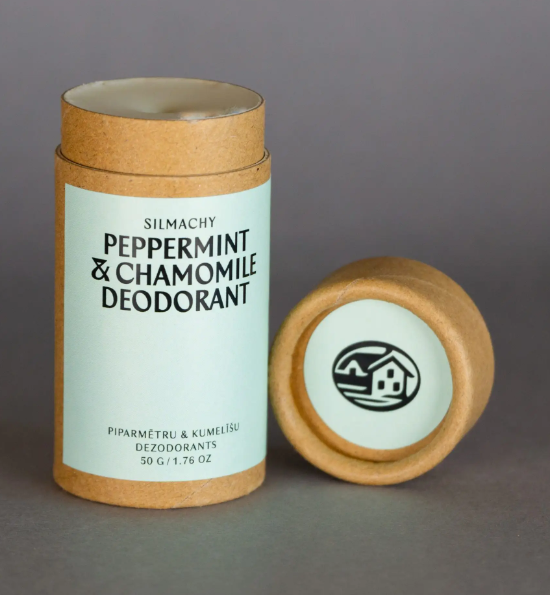 SILMACHY
PEPPERMINT
& CHAMOMILE
DEODORANT
PIPARMĒTRU & KUMELĪŠU
DEZODORANTS
50 G / 1.76 OZ